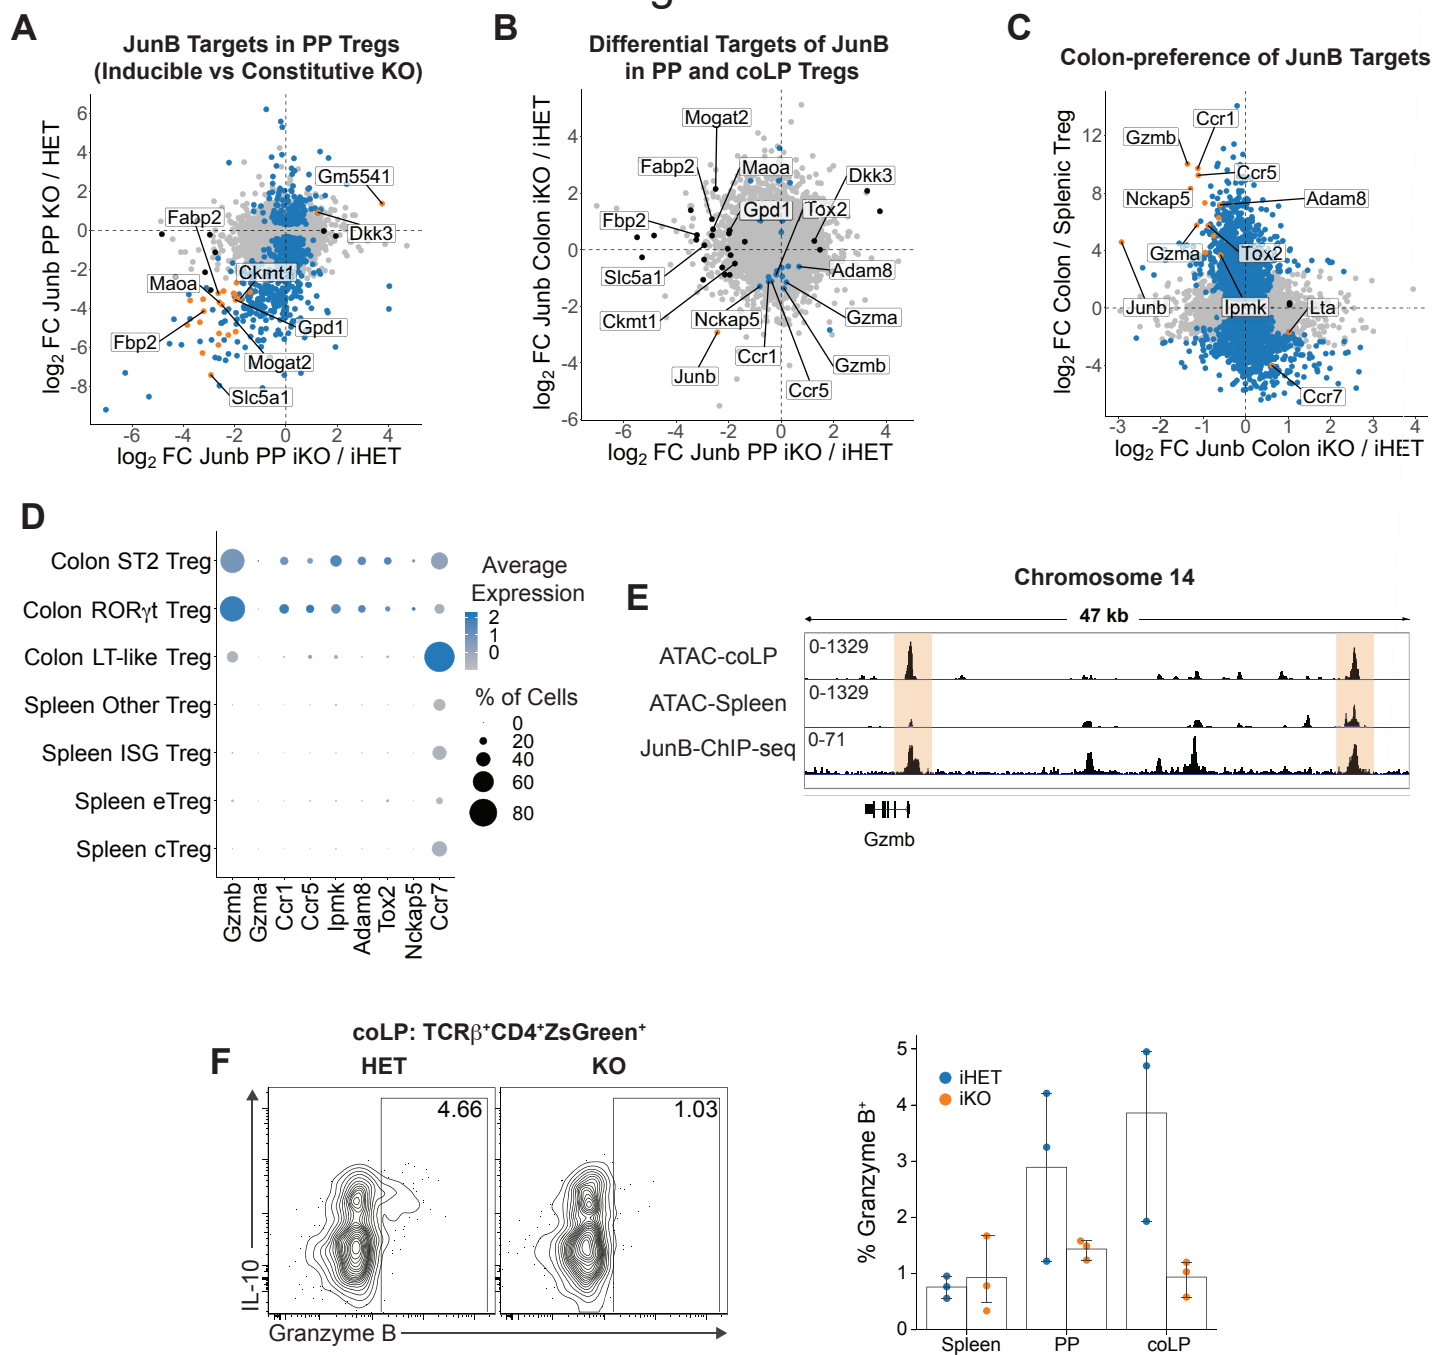 g
A
JunB Targets in PP Tregs
(Inducible vs Constitutive KO)
log2 FC Junb PP KO / HET
6
4
2
0
-2
-4
-6
-8
Gm5541
Fabp2
Dkk3
Ckmt1
Maoa
Gpd1
Fbp2
Mogat2
Slc5a1
-6
-4
-2
0
2
4
log2 FC Junb PP iKO / iHET
B
Differential Targets of JunB
in PP and coLP Tregs
log2 FC Junb Colon iKO / iHET
4
2
0
-2
-4
-6
Mogat2
Fabp2
Maoa
Dkk3
Fbp2
Gpd1
Tox2
Slc5a1
Adam8
Ckmt1
Nckap5
Gzma
Ccr1
Gzmb
Junb
Ccr5
-6
-4
-2
0
2
4
log2 FC Junb PP iKO / iHET
C
Colon-preference of JunB Targets
log2 FC Colon / Splenic Treg
12
8
4
0
-4
Ccr1
Gzmb
Ccr5
Nckap5
Adam8
Gzma
Tox2
Junb
Ipmk
Lta
Ccr7
-3
-2
-1
0
1
2
3
4
log2 FC Junb Colon iKO / iHET
D
Colon ST2 Treg
Colon RORγt Treg
Colon LT-like Treg
Spleen Other Treg
Spleen ISG Treg
Spleen eTreg
Spleen cTreg
Gzmb
Gzma
Ccr1
Ccr5
Ipmk
Adam8
Tox2
Nckap5
Ccr7
Average
Expression
2
1
0
% of Cells
0
20
40
60
80
E
Chromosome 14
47 kb
ATAC-coLP
0-1329
ATAC-Spleen
0-1329
JunB-ChIP-seq
0-71
Gzmb
F
coLP: TCRβ+CD4+ZsGreen+
HET
KO
4.66
1.03
IL-10
Granzyme B
% Granzyme B+
5
4
3
2
1
0
iHET
iKO
Spleen
PP
coLP